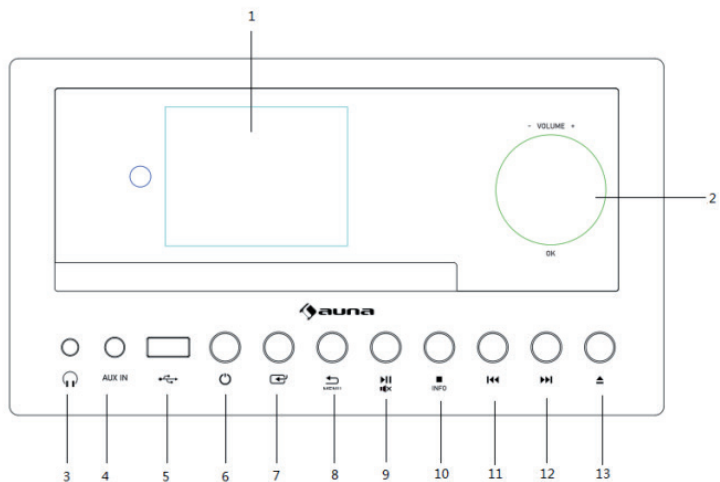 1
- VOLUME +
2
OK
auna
AUX IN
MENU
INFO
3 4 5 6 7 8 9 10 11 12 13